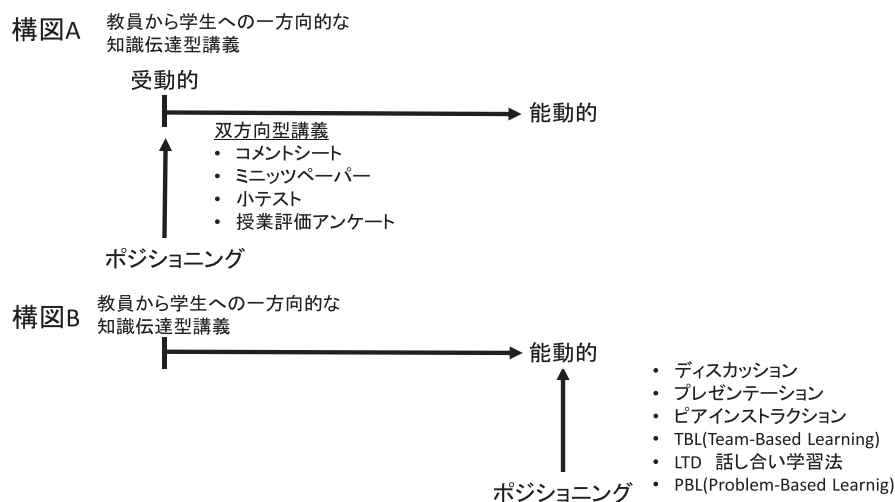 構図A
教員から学生への一方向的な
知識伝達型講義
受動的
能動的
双方向型講義
• コメントシート
• ミニッツペーパー
• 小テスト
• 授業評価アンケート
ポジショニング
構図B
教員から学生への一方向的な
知識伝達型講義
能動的
• ディスカッション
• プレゼンテーション
• ピアインストラクション
• TBL(Team-Based Learning)
• LTD 話し合い学習法
• PBL(Problem-Based Learnig)
ポジショニング